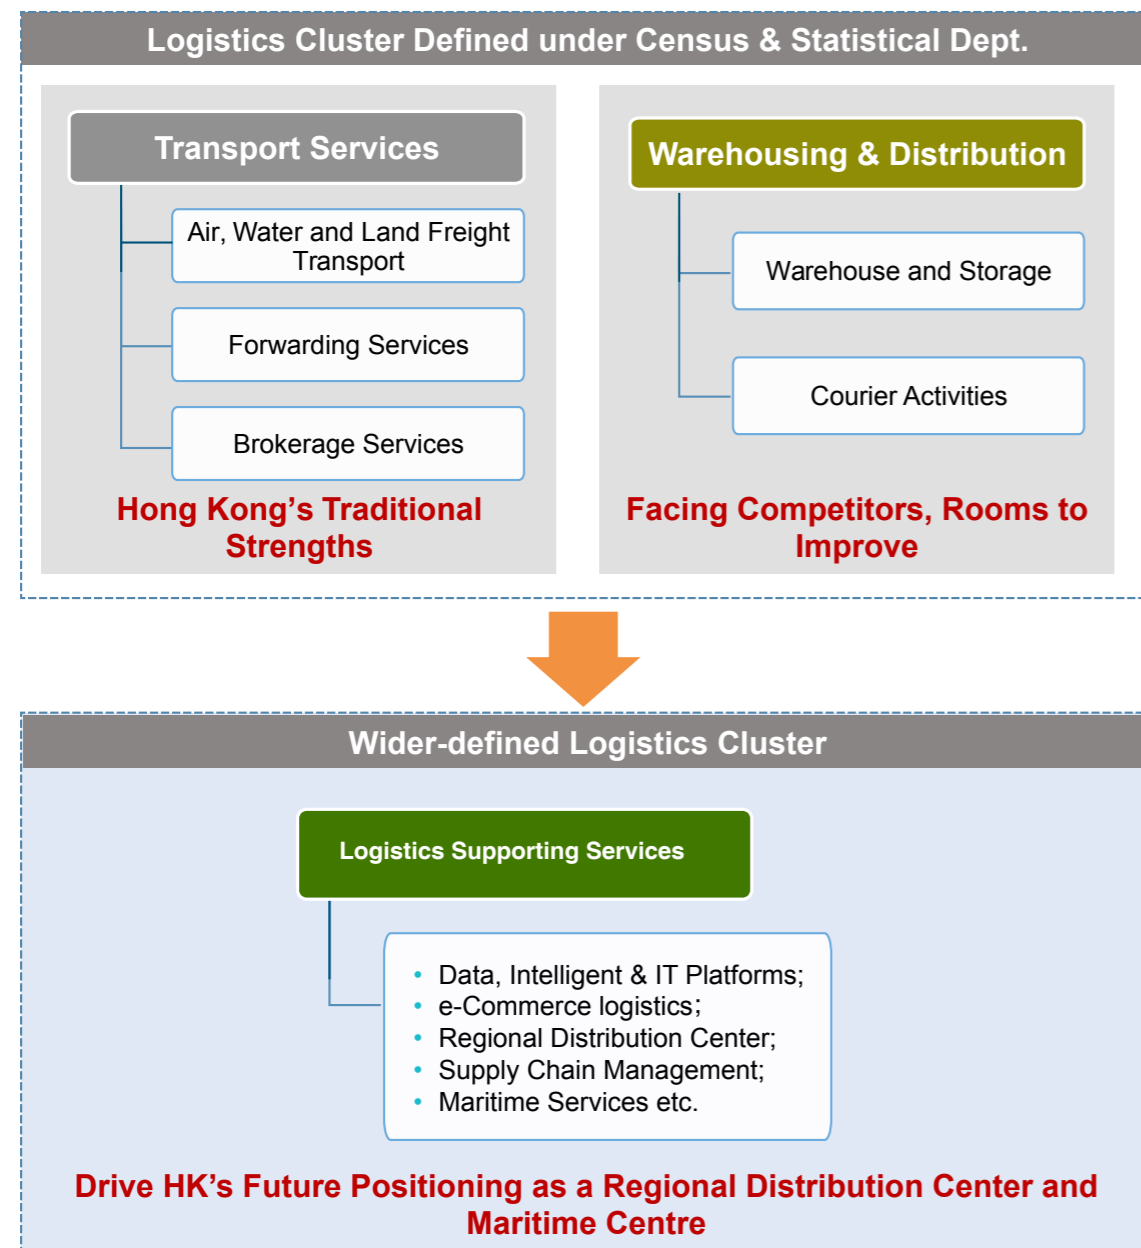 Logistics Cluster Defined under Census & Statistical Dept.
Transport Services
Air, Water and Land Freight
Transport
Forwarding Services
Brokerage Services
Hong Kong’s Traditional
Strengths
Warehousing & Distribution
Warehouse and Storage
Courier Activities
Facing Competitors, Rooms to
Improve
Wider-defined Logistics Cluster
Logistics Supporting Services
• Data, Intelligent & IT Platforms;
• e-Commerce logistics;
• Regional Distribution Center;
• Supply Chain Management;
• Maritime Services etc.
Drive HK’s Future Positioning as a Regional Distribution Center and
Maritime Centre